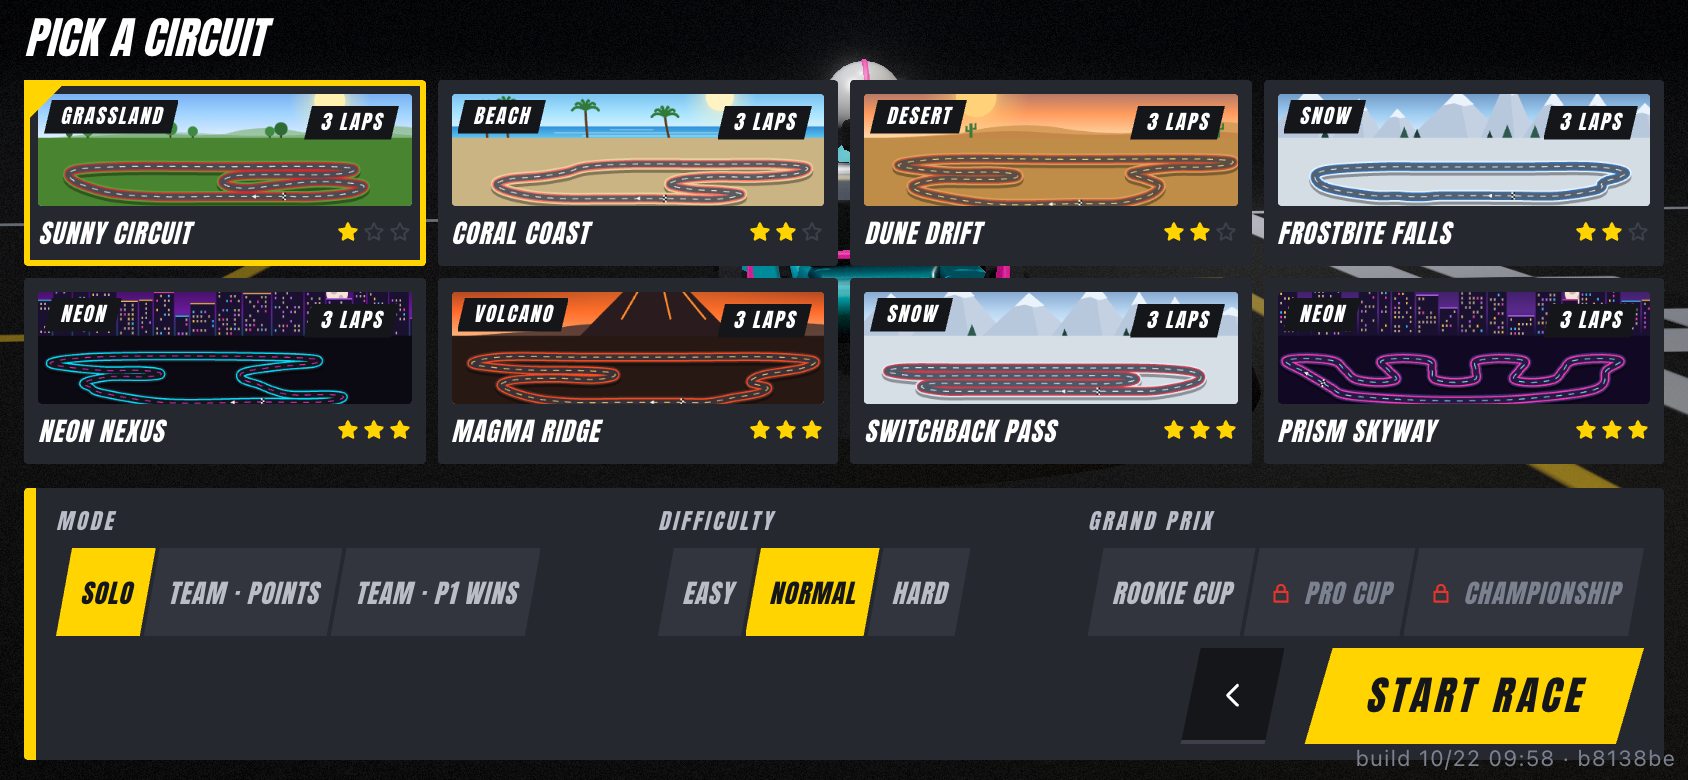 PICK A CIRCUIT
GRASSLAND
3 LAPS
SUNNY CIRCUIT
BEACH
3 LAPS
CORAL COAST
DESERT
3 LAPS
DUNE DRIFT
SNOW
3 LAPS
FROSTBITE FALLS
NEON
3 LAPS
NEON NEXUS
VOLCANO
3 LAPS
MAGMA RIDGE
SNOW
3 LAPS
SWITCHBACK PASS
NEON
3 LAPS
PRISM SKYWAY
MODE
SOLO
TEAM · POINTS
TEAM · P1 WINS
DIFFICULTY
EASY
NORMAL
HARD
GRAND PRIX
ROOKIE CUP
PRO CUP
CHAMPIONSHIP
START RACE
build 10/22 09:58 · b8138be